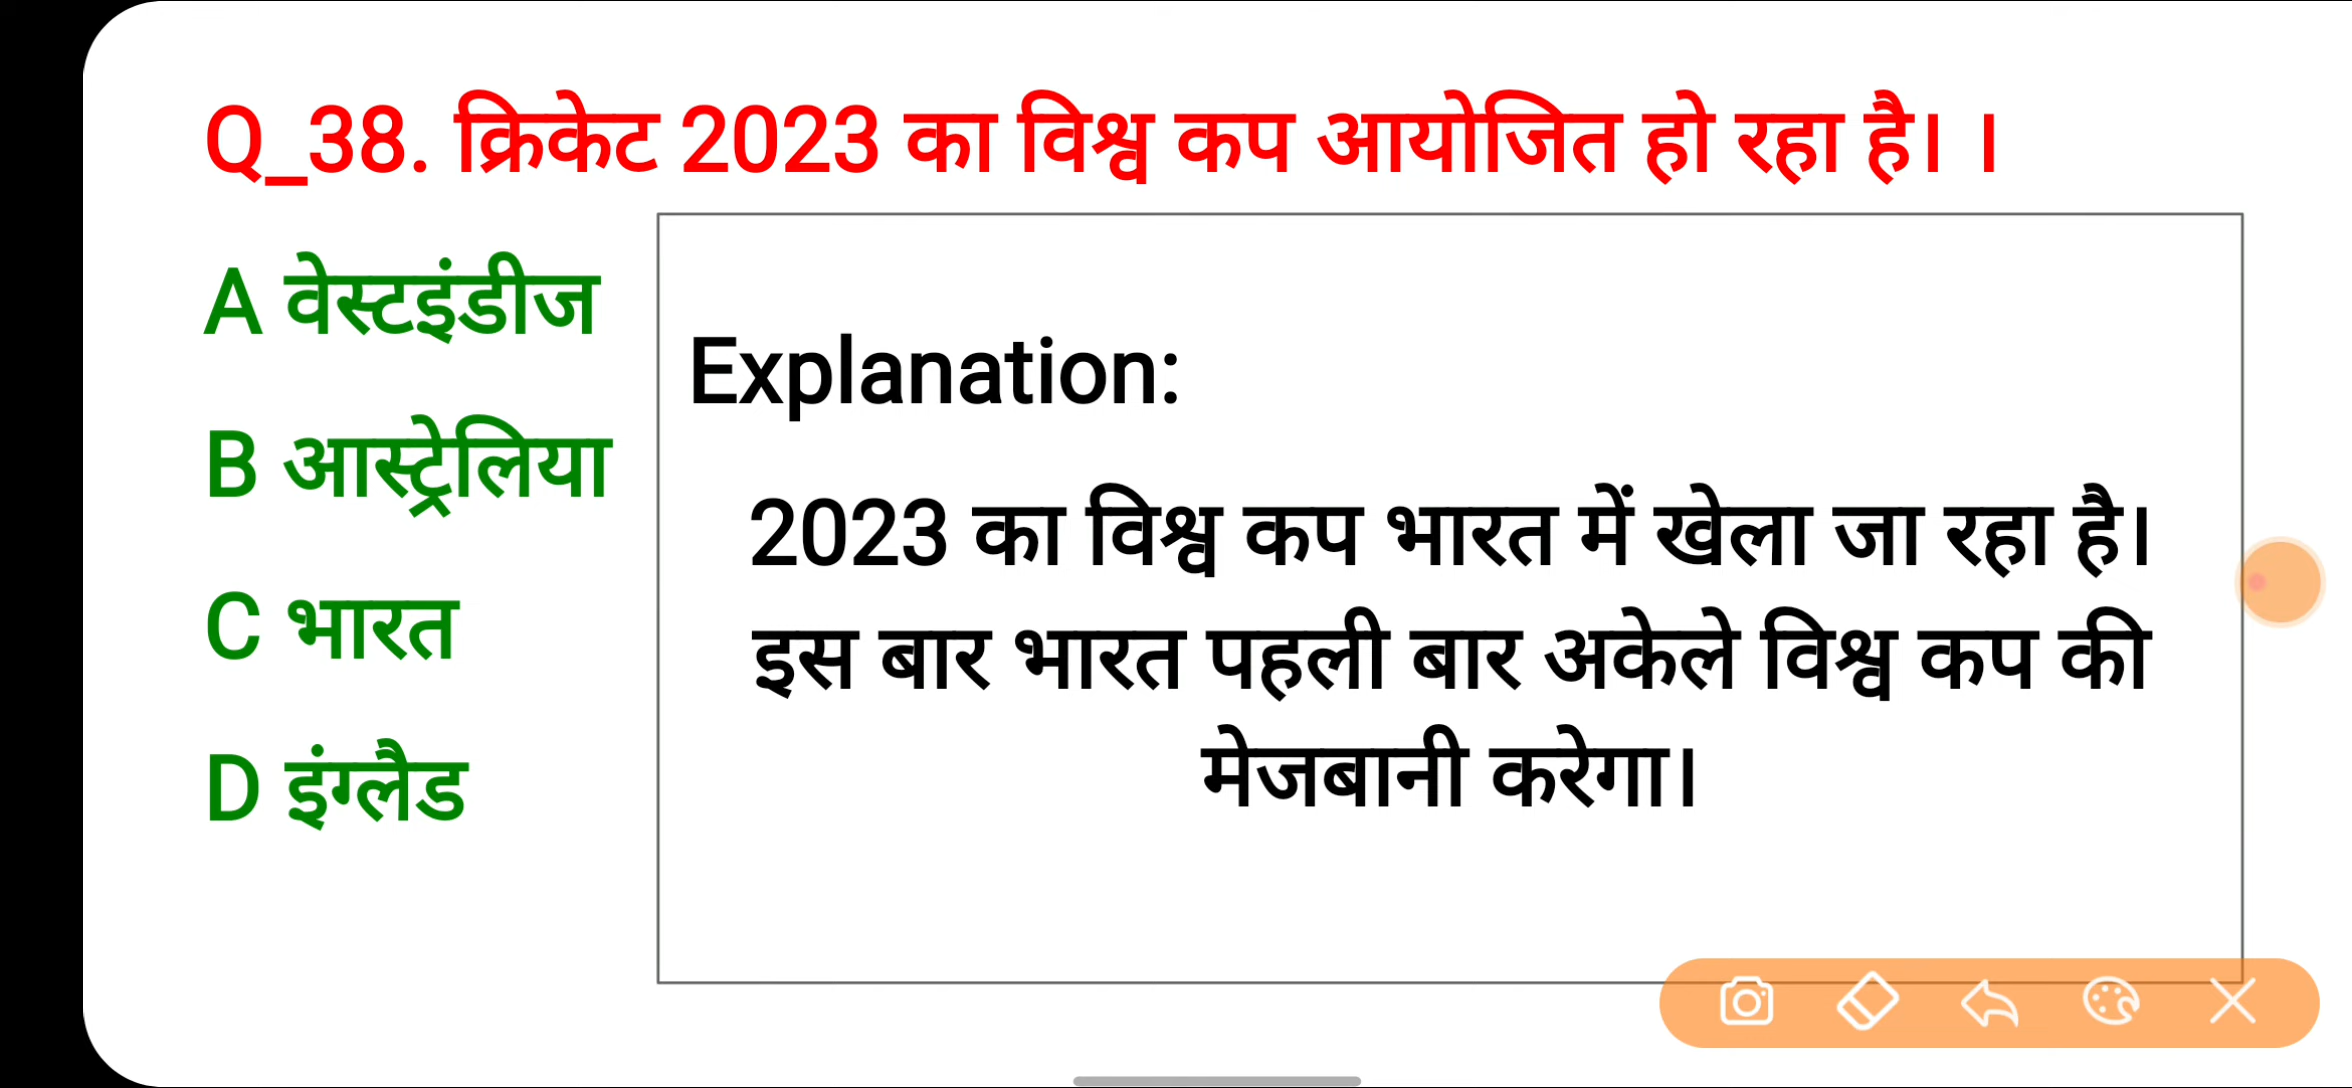 Q_38. क्रिकेट 2023 का विश्व कप आयोजित हो रहा है। ।
A वेस्टइंडीज
B आस्ट्रेलिया
C भारत
D इंग्लैड
Explanation:
2023 का विश्व कप भारत में खेला जा रहा है।
इस बार भारत पहली बार अकेले विश्व कप की
मेजबानी करेगा।